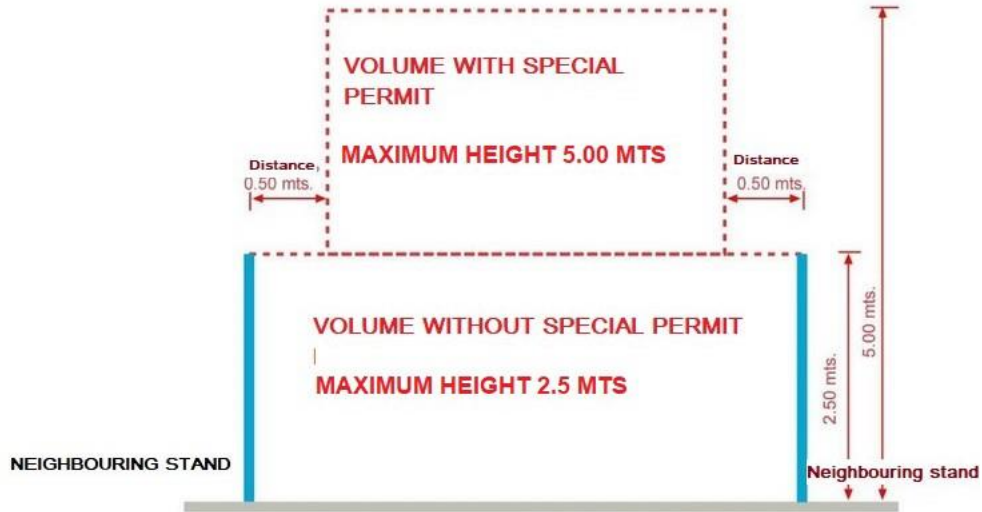 VOLUME WITH SPECIAL
PERMIT
MAXIMUM HEIGHT 5.00 MTS
Distance
0.50 mts.
Distance
0.50 mts.
VOLUME WITHOUT SPECIAL PERMIT
MAXIMUM HEIGHT 2.5 MTS
2.50 mts.
5.00 mts.
NEIGHBOURING STAND
Neighbouring stand